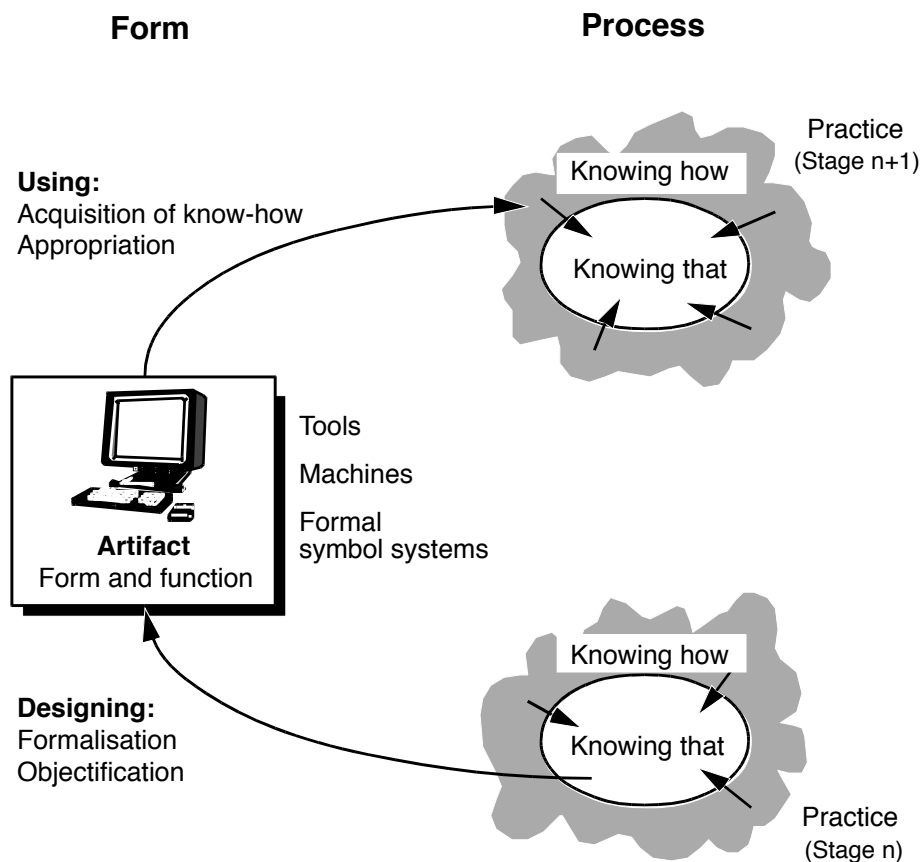 Form
Process
Practice
(Stage n+1)
Knowing how
Knowing that
Using:
Acquisition of know-how
Appropriation
Tools
Machines
Formal
symbol systems
Artifact
Form and function
Designing:
Formalisation
Objectification
Knowing how
Knowing that
Practice
(Stage n)